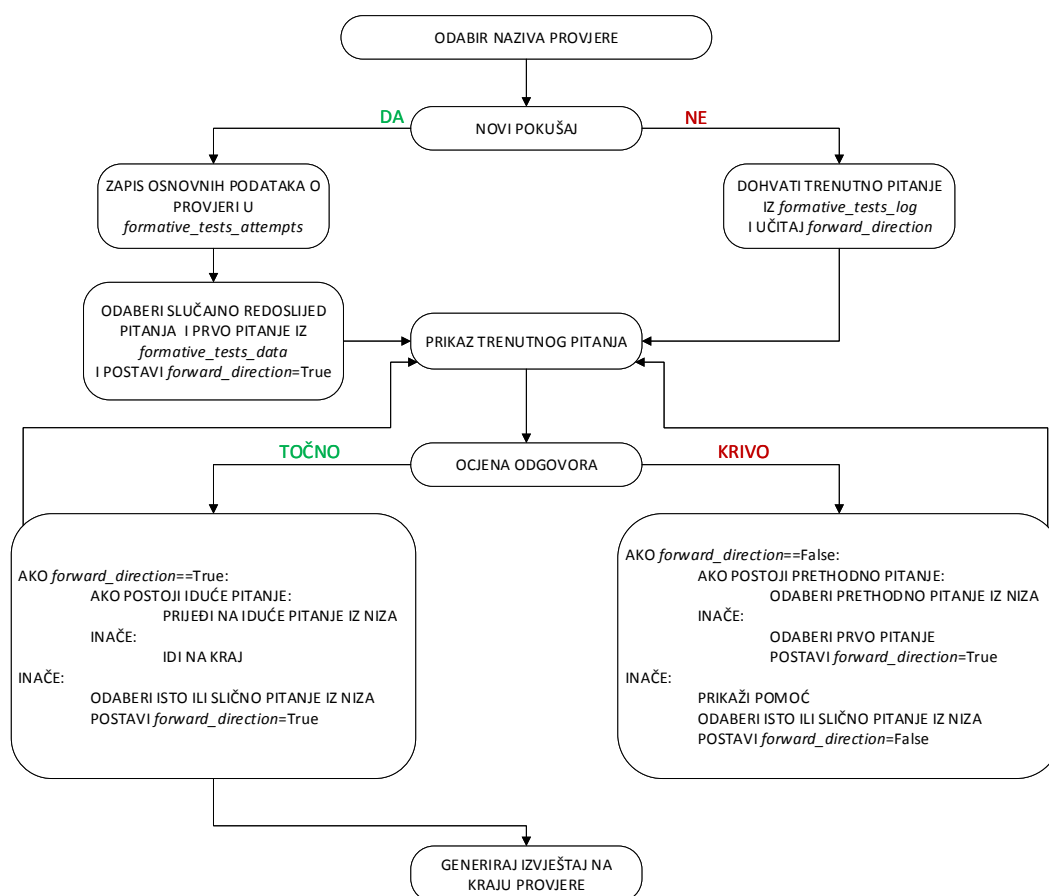 ODABIR NAZIVA PROVJERE
DA
NOVI POKUŠAJ
NE
ZAPIS OSNOVNIH PODATAKA O
PROVJERI U
formative_tests_attempts
DOHVATI TRENUTNO PITANJE
IZ formative_tests_log
I UČITAJ forward_direction
ODABERI SLUČAJNO REDOSLIJED
PITANJA I PRVO PITANJE IZ
formative_tests_data
I POSTAVI forward_direction=True
PRIKAZ TRENUTNOG PITANJA
TOČNO
OCJENA ODGOVORA
KRIVO
AKO forward_direction==True:
AKO POSTOJI IDUĆE PITANJE:
PRIJEĐI NA IDUĆE PITANJE IZ NIZA
INAČE:
IDI NA KRAJ
INAČE:
ODABERI ISTO ILI SLIČNO PITANJE IZ NIZA
POSTAVI forward_direction=True
AKO forward_direction==False:
AKO POSTOJI PRETHODNO PITANJE:
ODABERI PRETHODNO PITANJE IZ NIZA
INAČE:
ODABERI PRVO PITANJE
POSTAVI forward_direction=True
INAČE:
PRIKAŽI POMOĆ
ODABERI ISTO ILI SLIČNO PITANJE IZ NIZA
POSTAVI forward_direction=False
GENERIRAJ IZVJEŠTAJ NA
KRAJU PROVJERE